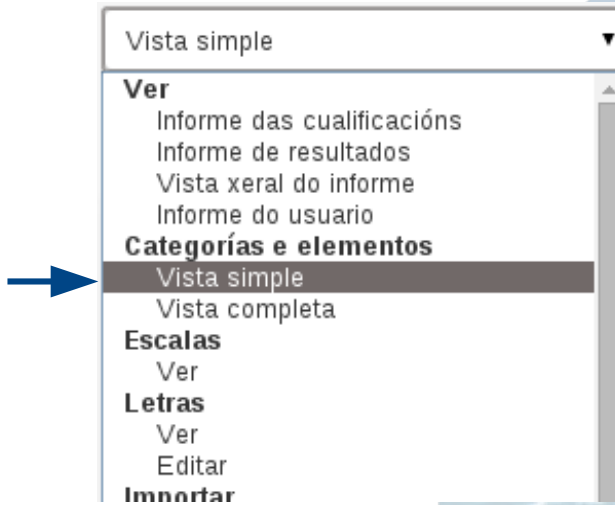 Vista simple
Ver
Informe das cualificacións
Informe de resultados
Vista xeral do informe
Informe do usuario
Categorías e elementos
Vista simple
Vista completa
Escalas
Ver
Letras
Ver
Editar
Importar